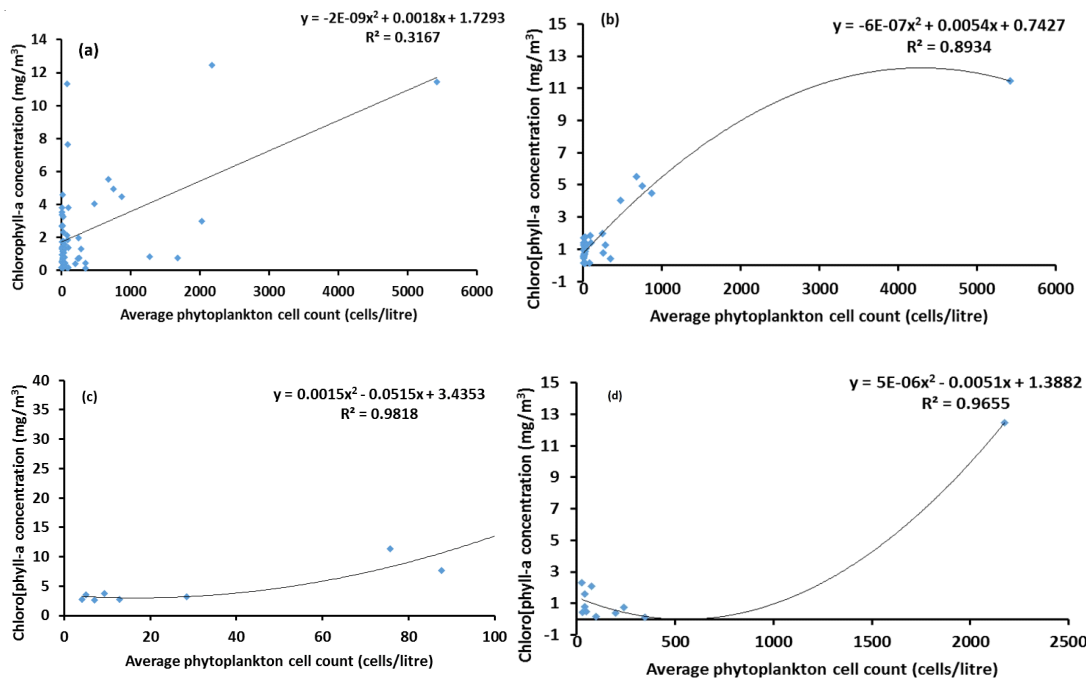 (a)
y = -2E-09x² + 0.0018x + 1.7293
R² = 0.3167
Chlorophyll-a concentration (mg/m³)
14
12
10
8
6
4
2
0
0 1000 2000 3000 4000 5000 6000
Average phytoplankton cell count (cells/litre)
(b)
y = -6E-07x² + 0.0054x + 0.7427
R² = 0.8934
Chloro[phyll-a concentration (mg/m³)
15
13
11
9
7
5
3
1
-1
0 1000 2000 3000 4000 5000 6000
Average phytoplankton cell count (cells/litre)
(c)
y = 0.0015x² - 0.0515x + 3.4353
R² = 0.9818
Chloro[phyll-a concentration (mg/m³)
40
35
30
25
20
15
10
5
0
0 20 40 60 80 100
Average phytoplankton cell count (cells/litre)
(d)
y = 5E-06x² - 0.0051x + 1.3882
R² = 0.9655
Chloro[phyll-a concentration (mg/m³)
15
13
11
9
7
5
3
1
-1
0 500 1000 1500 2000 2500
Average phytoplankton cell count (cells/litre)